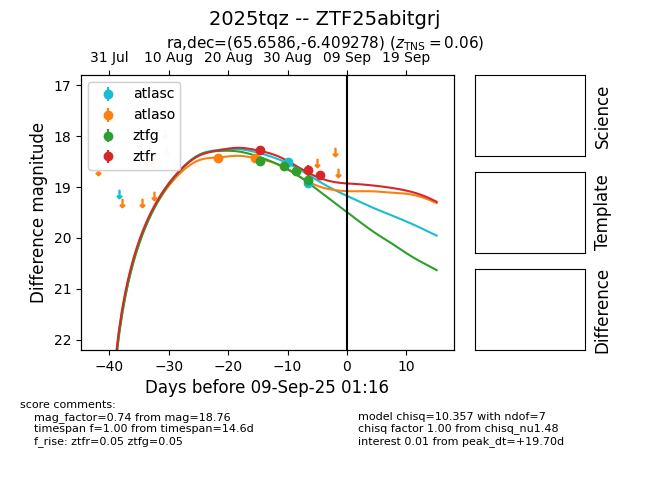 2025tqz -- ZTF25abitgrj
ra,dec=(65.6586,-6.409278) (z_TNS = 0.06)
31 Jul 10 Aug 20 Aug 30 Aug 09 Sep 19 Sep
atlasc
atlaso
ztfg
ztfr
17
18
19
20
21
22
Difference magnitude
−40 −30 −20 −10 0 10
Days before 09-Sep-25 01:16
Science
Template
Difference
score comments:
mag_factor=0.74 from mag=18.76
timespan f=1.00 from timespan=14.6d
f_rise: ztfr=0.05 ztfg=0.05
model chisq=10.357 with ndof=7
chisq factor 1.00 from chisq_nu1.48
interest 0.01 from peak_dt=+19.70d